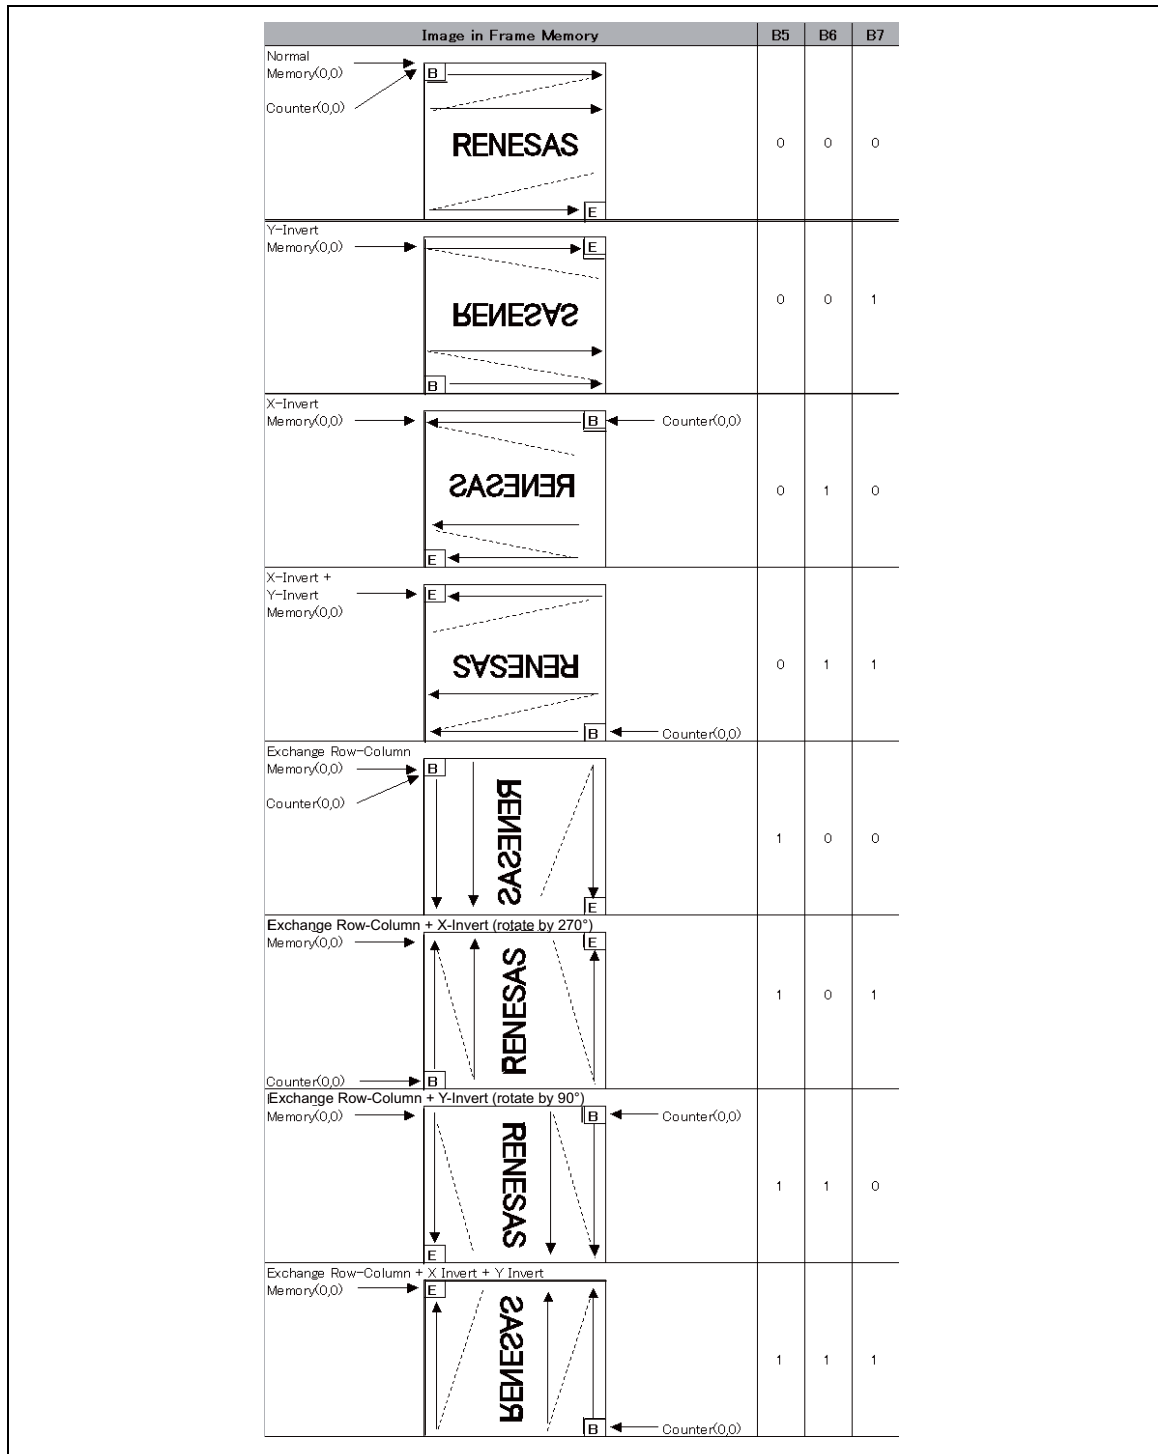 Image in Frame Memory B5 B6 B7
Normal
Memory(0,0)
B
Counter(0,0)
RENESAS
0 0 0
E
Y-Invert
Memory(0,0)
E
RENESAS
0 0 1
B
X-Invert
Memory(0,0)
B
Counter(0,0)
RENESAS
0 1 0
E
X-Invert +
Y-Invert
Memory(0,0)
E
RENESAS
0 1 1
B
Counter(0,0)
Exchange Row-Column
Memory(0,0)
B
Counter(0,0)
RENESAS
1 0 0
E
Exchange Row-Column + X-Invert (rotate by 270°)
Memory(0,0)
E
RENESAS
1 0 1
Counter(0,0)
B
Exchange Row-Column + Y-Invert (rotate by 90°)
Memory(0,0)
B
Counter(0,0)
RENESAS
1 1 0
E
Exchange Row-Column + X Invert + Y Invert
Memory(0,0)
E
RENESAS
1 1 1
B
Counter(0,0)